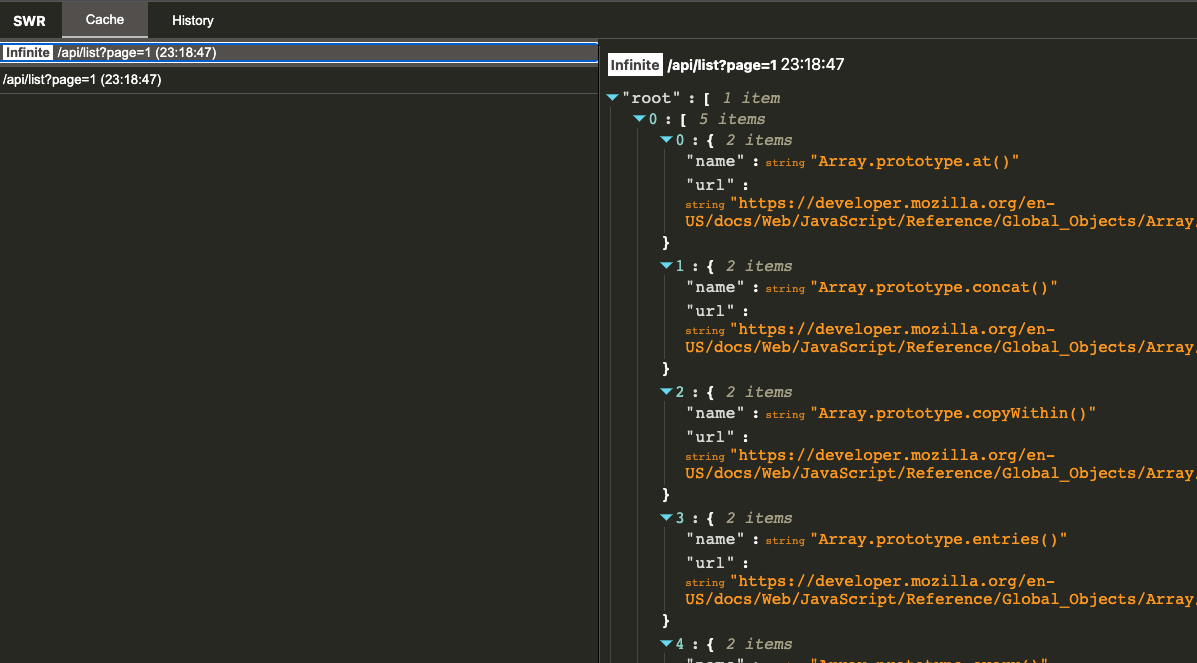 SWR Cache History
Infinite /api/list?page=1 (23:18:47)
/api/list?page=1 (23:18:47)
Infinite /api/list?page=1 23:18:47
"root" : [ 1 item
0 : [ 5 items
0 : { 2 items
"name" : string "Array.prototype.at()"
"url" :
string "https://developer.mozilla.org/en-
US/docs/Web/JavaScript/Reference/Global_Objects/Array.
}
1 : { 2 items
"name" : string "Array.prototype.concat()"
"url" :
string "https://developer.mozilla.org/en-
US/docs/Web/JavaScript/Reference/Global_Objects/Array.
}
2 : { 2 items
"name" : string "Array.prototype.copyWithin()"
"url" :
string "https://developer.mozilla.org/en-
US/docs/Web/JavaScript/Reference/Global_Objects/Array.
}
3 : { 2 items
"name" : string "Array.prototype.entries()"
"url" :
string "https://developer.mozilla.org/en-
US/docs/Web/JavaScript/Reference/Global_Objects/Array.
}
4 : { 2 items